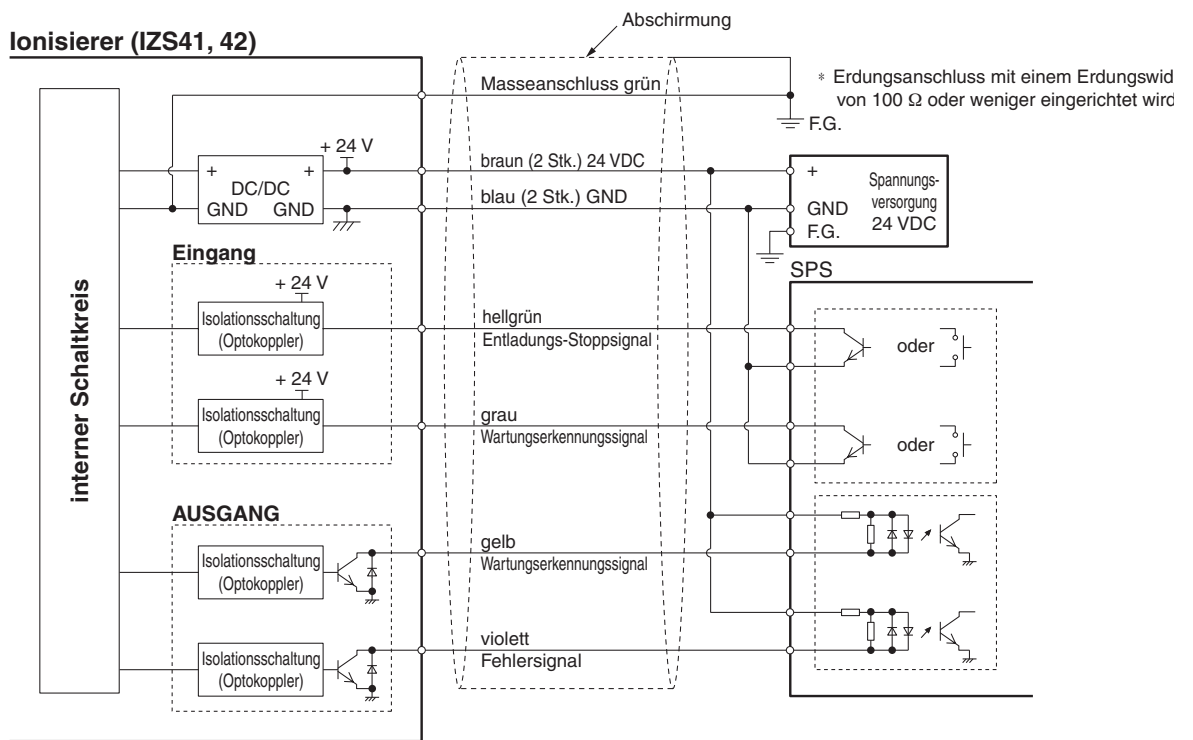 Abschirmung
Ionisierer (IZS41, 42)
Masseanschluss grün
* Erdungsanschluss mit einem Erdungswid
von 100 Ω oder weniger eingerichtet wird
F.G.
+ 24 V
braun (2 Stk.) 24 VDC
+ +
DC/DC
GND GND
blau (2 Stk.) GND
+
GND
F.G.
Spannungs-
versorgung
24 VDC
interner Schaltkreis
Eingang
+ 24 V
Isolationsschaltung
(Optokoppler)
hellgrün
Entladungs-Stoppsignal
SPS
oder
+ 24 V
Isolationsschaltung
(Optokoppler)
grau
Wartungserkennungssignal
oder
AUSGANG
Isolationsschaltung
(Optokoppler)
gelb
Wartungserkennungssignal
Isolationsschaltung
(Optokoppler)
violett
Fehlersignal